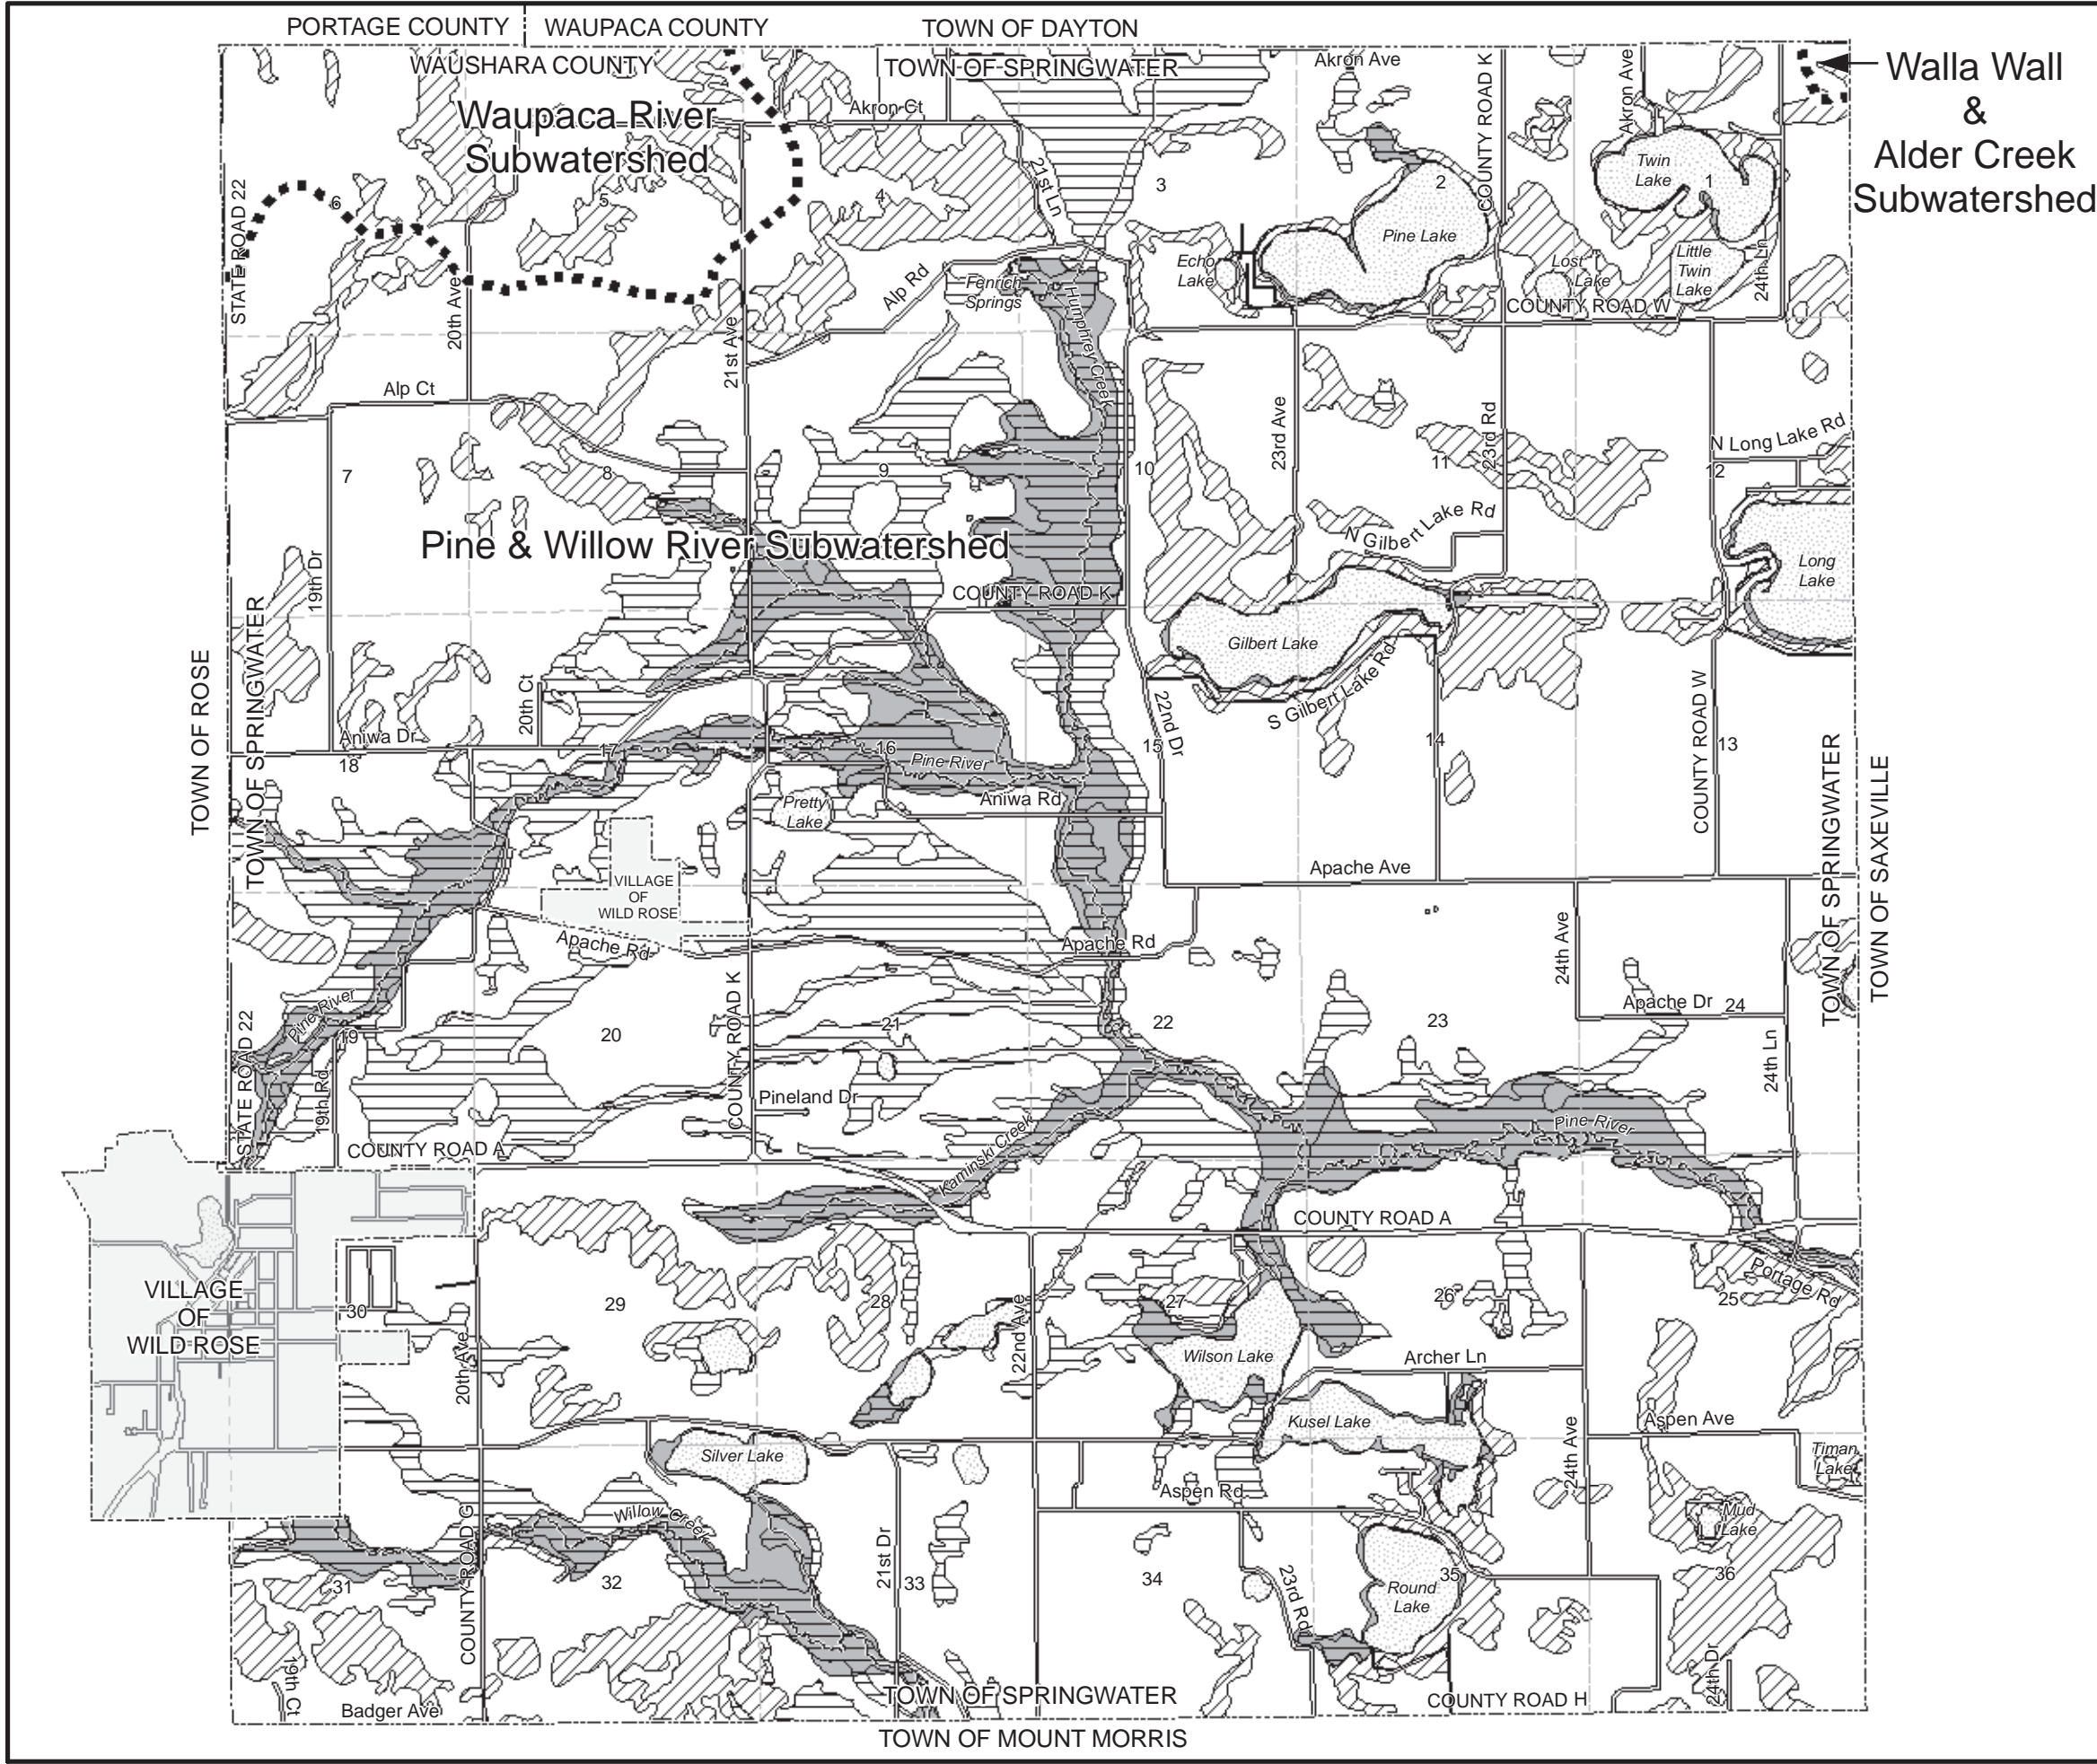 PORTAGE COUNTY
WAUPACA COUNTY
TOWN OF DAYTON
WAUSHARA COUNTY
TOWN OF SPRINGWATER
Akron Ave
COUNTY ROAD K
Akron Ave
Walla Wall
&
Alder Creek
Subwatershed
Waupaca River
Subwatershed
Akron Ct
21st Ln
Twin
Lake
STATE ROAD 22
6
5
4
3
2
1
Pine Lake
Echo
Lake
Lost
Lake
Little
Twin
Lake
24th Ln
COUNTY ROAD W
20th Ave
21st Ave
Alp Rd
Fenrich
Springs
Humphrey Creek
Alp Ct
23rd Ave
23rd Rd
N Long Lake Rd
7
8
9
10
11
12
Pine & Willow River Subwatershed
N Gilbert Lake Rd
Long
Lake
19th Dr
COUNTY ROAD K
Gilbert Lake
S Gilbert Lake Rd
TOWN OF ROSE
TOWN OF SPRINGWATER
20th Ct
22nd Dr
COUNTY ROAD W
Aniwa Dr
18
17
16
15
14
13
Pine River
Aniwa Rd
Pretty
Lake
TOWN OF SPRINGWATER
TOWN OF SAXEVILLE
Apache Ave
VILLAGE
OF
WILD ROSE
Apache Rd
Apache Rd
24th Ave
Apache Dr
24
Pine River
19
20
21
22
23
STATE ROAD 22
19th Rd
COUNTY ROAD K
24th Ln
Pineland Dr
Kaminski Creek
Pine River
COUNTY ROAD A
COUNTY ROAD A
Portage Rd
VILLAGE
OF
WILD ROSE
30
29
28
27
26
25
20th Ave
22nd Ave
Wilson Lake
Archer Ln
Kusel Lake
24th Ave
Aspen Ave
Silver Lake
Timan
Lake
Aspen Rd
Mud
Lake
Willow Creek
COUNTY ROAD G
21st Dr
23rd Rd
Round
Lake
31
32
33
34
35
36
19th Ct
24th Dr
Badger Ave
TOWN OF SPRINGWATER
COUNTY ROAD H
TOWN OF MOUNT MORRIS